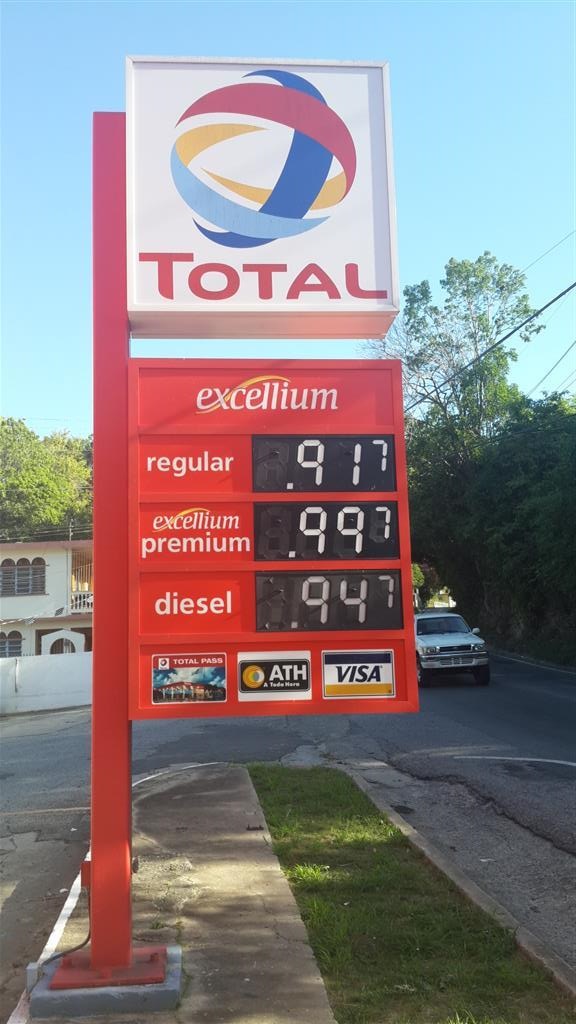 TOTAL
excellium
regular .917
excellium
premium .997
diesel .947
TOTAL PASS
ATH
A Toda Hora
VISA